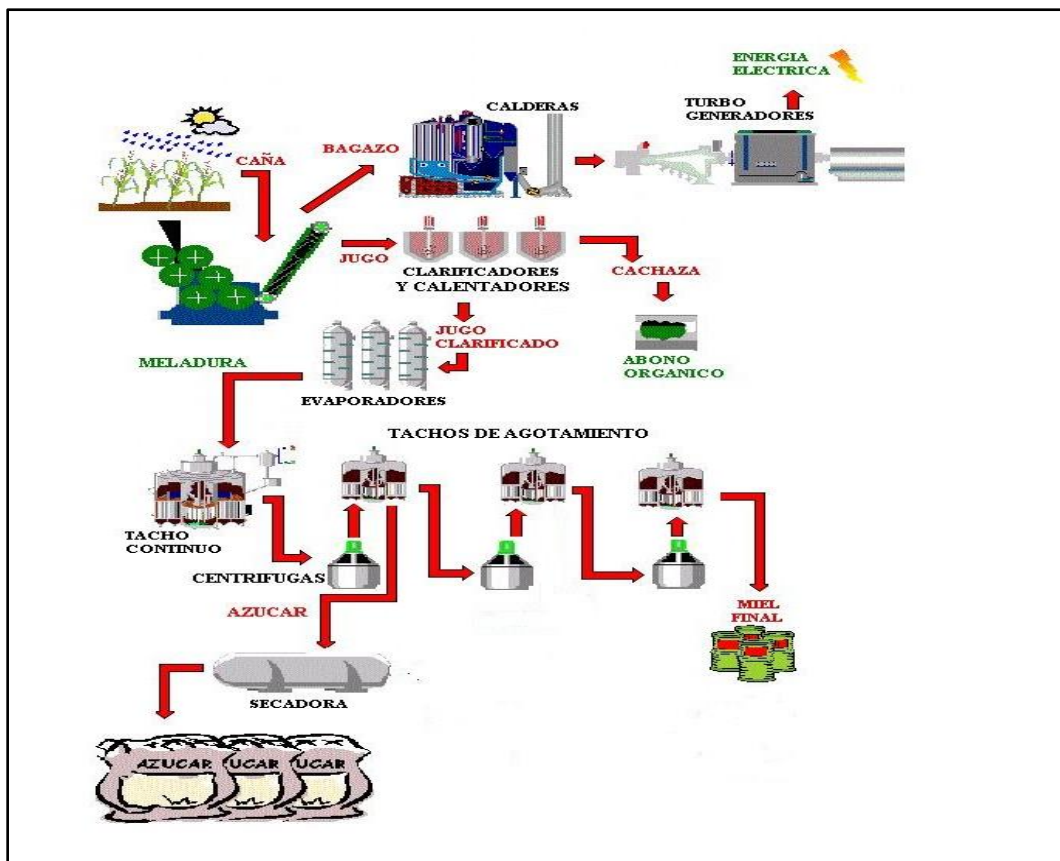 ENERGIA
ELECTRICA
TURBO
GENERADORES
CALDERAS
BAGAZO
CAÑA
JUGO
CLARIFICADORES
Y CALENTADORES
CACHAZA
JUGO
CLARIFICADO
ABONO
ORGANICO
MELADURA
EVAPORADORES
TACHOS DE AGOTAMIENTO
TACHO
CONTINUO
CENTRIFUGAS
AZUCAR
MIEL
FINAL
SECADORA
AZUCAR
UCAR
UCAR